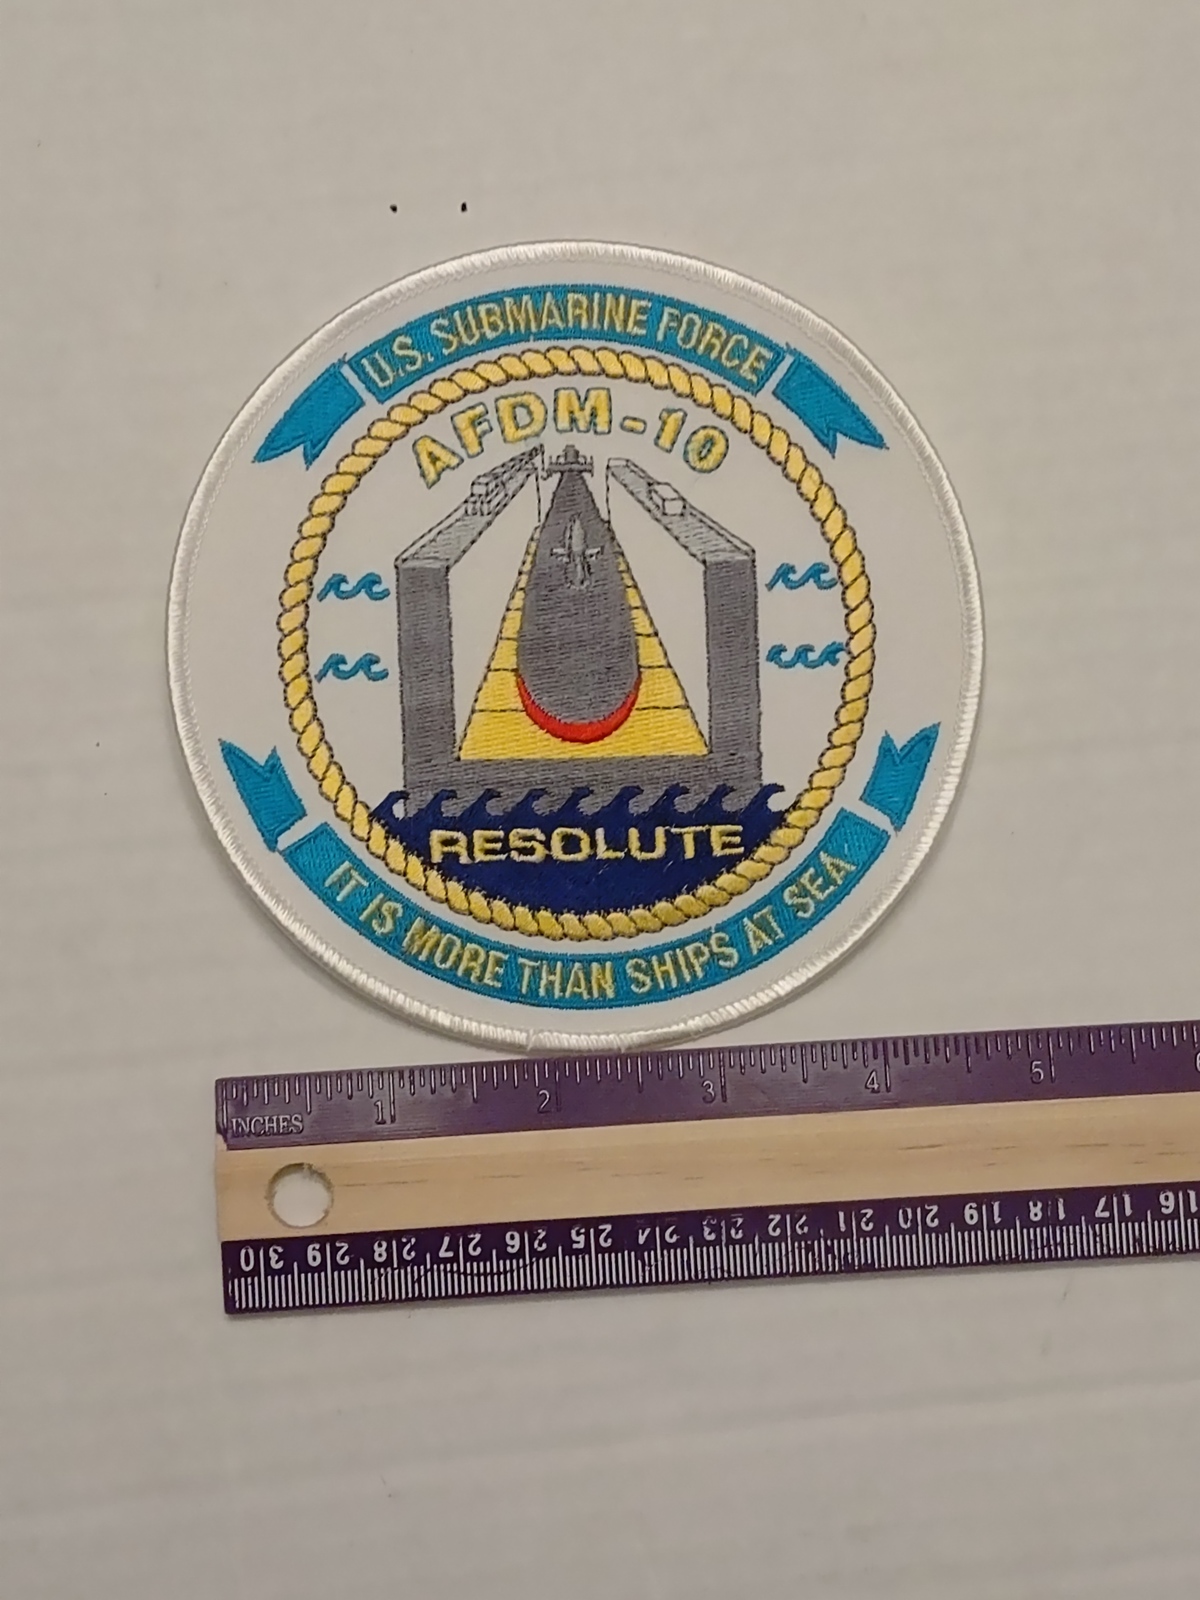 U.S. SUBMARINE FORCE
AFDM-10
RESOLUTE
IT IS MORE THAN SHIPS AT SEA
1 2 3 4 5 6
INCHES
30 29 28 27 26 25 24 23 22 21 20 19 18 17 16